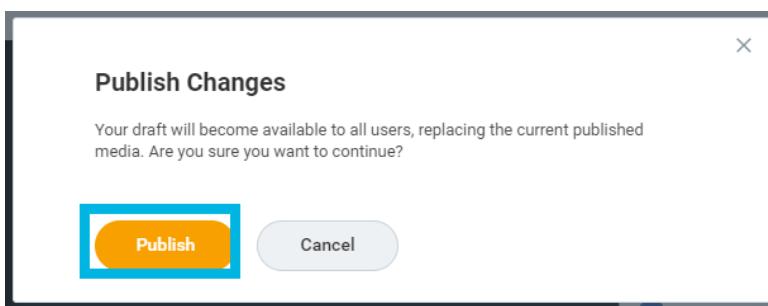 Publish Changes
Your draft will become available to all users, replacing the current published
media. Are you sure you want to continue?
Publish
Cancel